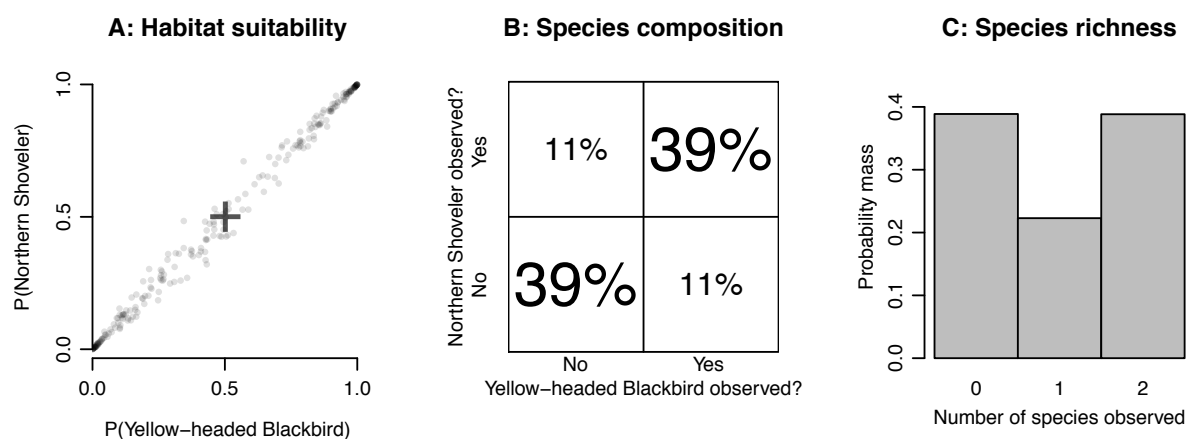 A: Habitat suitability
P(Northern Shoveler)
1.0
0.5
0.0
0.0 0.5 1.0
P(Yellow−headed Blackbird)
B: Species composition
Northern Shoveler observed?
Yes
No
11% 39%
39% 11%
No Yes
Yellow−headed Blackbird observed?
C: Species richness
Probability mass
0.4
0.3
0.2
0.1
0.0
0 1 2
Number of species observed